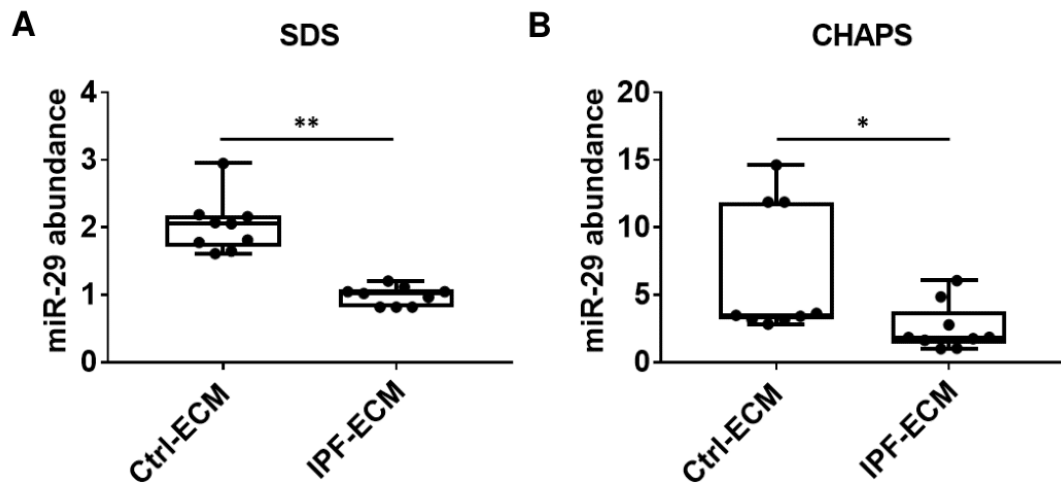 A
SDS
miR-29 abundance
4
3
2
1
0
**
Ctrl-ECM
IPF-ECM
B
CHAPS
miR-29 abundance
20
15
10
5
0
*
Ctrl-ECM
IPF-ECM